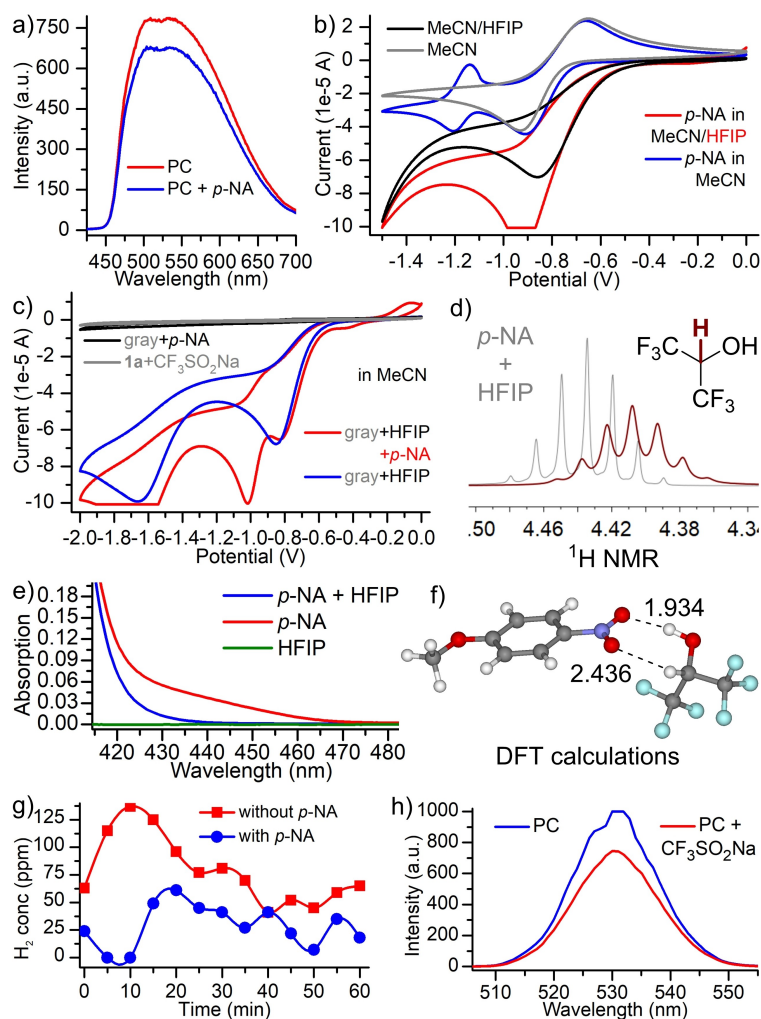 a)
750
600
450
300
150
0
Intensity (a.u.)
PC
PC + p-NA
450 500 550 600 650 700
Wavelength (nm)
b)
2
0
-2
-4
-6
-8
-10
Current (1e-5 A)
MeCN/HFIP
MeCN
p-NA in
MeCN/HFIP
p-NA in
MeCN
-1.4 -1.2 -1.0 -0.8 -0.6 -0.4 -0.2 0.0
Potential (V)
c)
0
-2
-4
-6
-8
-10
Current (1e-5 A)
gray+p-NA
1a+CF3SO2Na
in MeCN
gray+HFIP
+p-NA
gray+HFIP
-2.0 -1.8 -1.6 -1.4 -1.2 -1.0 -0.8 -0.6 -0.4 -0.2 0.0
Potential (V)
d)
p-NA
+
HFIP
H
F3C
OH
CF3
.50 4.46 4.42 4.38 4.34
1H NMR
e)
0.18
0.15
0.12
0.09
0.06
0.03
0.00
Absorption
p-NA + HFIP
p-NA
HFIP
420 430 440 450 460 470 480
Wavelength (nm)
f)
1.934
2.436
DFT calculations
g)
125
100
75
50
25
0
H2 conc (ppm)
without p-NA
with p-NA
0 10 20 30 40 50 60
Time (min)
h)
1000
800
600
400
200
0
Intensity (a.u.)
PC
PC +
CF3SO2Na
510 520 530 540 550
Wavelength (nm)